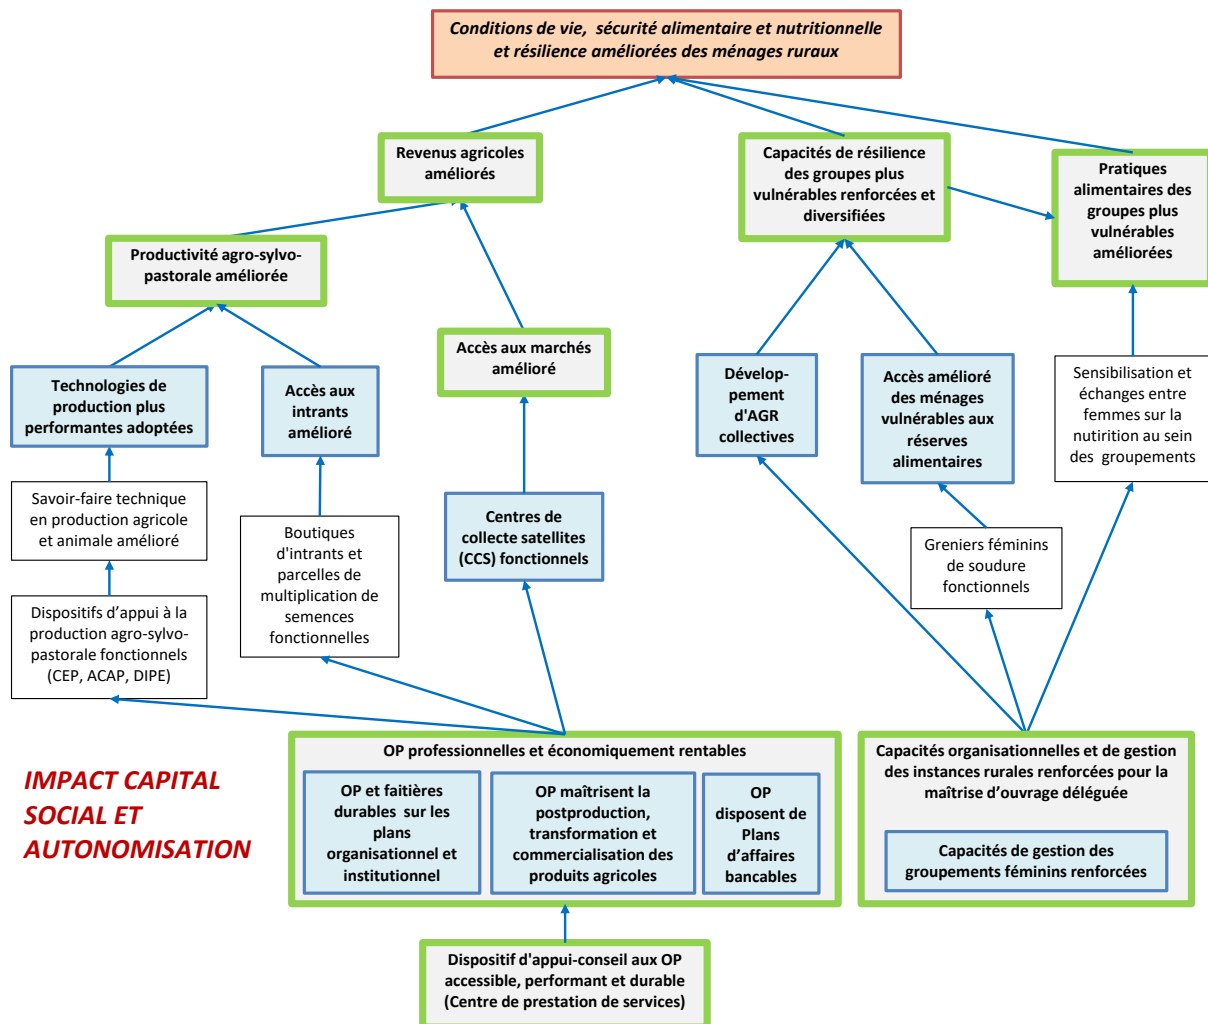 Conditions de vie, sécurité alimentaire et nutritionnelle
et résilience améliorées des ménages ruraux
Revenus agricoles
améliorés
Capacités de résilience
des groupes plus
vulnérables renforcées et
diversifiées
Pratiques
alimentaires des
groupes plus
vulnérables
améliorées
Productivité agro-sylvo-
pastorale améliorée
Accès aux marchés
amélioré
Technologies de
production plus
performantes adoptées
Accès aux
intrants
amélioré
Dévelop-
pement
d'AGR
collectives
Accès amélioré
des ménages
vulnérables aux
réserves
alimentaires
Sensibilisation et
échanges entre
femmes sur la
nutirition au sein
des groupements
Savoir-faire technique
en production agricole
et animale amélioré
Boutiques
d'intrants et
parcelles de
multiplication de
semences
fonctionnelles
Centres de
collecte satellites
(CCS) fonctionnels
Greniers féminins
de soudure
fonctionnels
Dispositifs d’appui à la
production agro-sylvo-
pastorale fonctionnels
(CEP, ACAP, DIPE)
IMPACT CAPITAL
SOCIAL ET
AUTONOMISATION
OP professionnelles et économiquement rentables
OP et faitières
durables sur les
plans
organisationnel et
institutionnel
OP maîtrisent la
postproduction,
transformation et
commercialisation des
produits agricoles
OP
disposent de
Plans
d’affaires
bancables
Capacités organisationnelles et de gestion
des instances rurales renforcées pour la
maîtrise d’ouvrage déléguée
Capacités de gestion des
groupements féminins renforcées
Dispositif d'appui-conseil aux OP
accessible, performant et durable
(Centre de prestation de services)